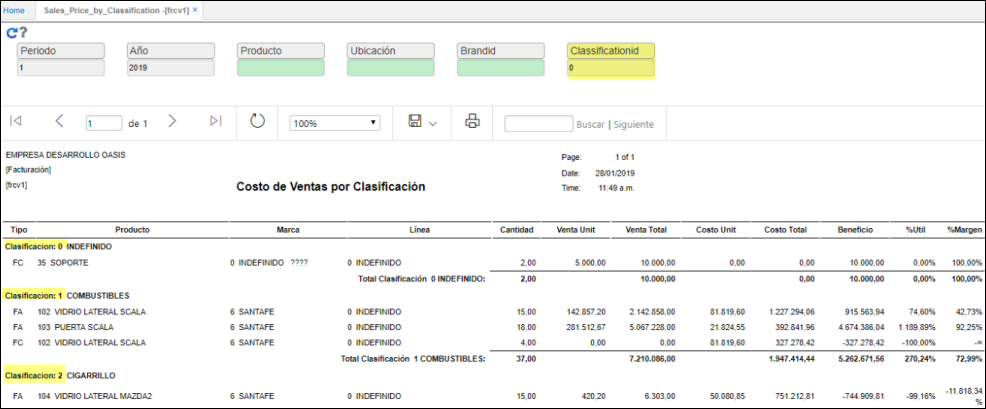 Home Sales_Price_by_Classification -[frcv1] ×
?
Periodo Año Producto Ubicación Brandid Classificationid
1 2019 0
1 de 1 100% Buscar | Siguiente
EMPRESA DESARROLLO OASIS Page: 1 of 1
[Facturación] Date: 28/01/2019
[frcv1] Costo de Ventas por Clasificación Time: 11:49 a.m.
Tipo Producto Marca Línea Cantidad Venta Unit Venta Total Costo Unit Costo Total Beneficio %Util %Margen
Clasificacion: 0 INDEFINIDO
FC 35 SOPORTE 0 INDEFINIDO ???? 0 INDEFINIDO 2,00 5.000,00 10.000,00 0,00 0,00 10.000,00 0,00% 100,00%
Total Clasificación 0 INDEFINIDO: 2,00 10.000,00 0,00 10.000,00 0,00% 100,00%
Clasificacion: 1 COMBUSTIBLES
FA 102 VIDRIO LATERAL SCALA 6 SANTAFE 0 INDEFINIDO 15,00 142.857,20 2.142.858,00 81.819,60 1.227.294,06 915.563,94 74,60% 42,73%
FA 103 PUERTA SCALA 6 SANTAFE 0 INDEFINIDO 18,00 281.512,67 5.067.228,00 21.824,55 392.841,96 4.674.386,04 1.189,89% 92,25%
FC 102 VIDRIO LATERAL SCALA 6 SANTAFE 0 INDEFINIDO 4,00 0,00 0,00 81.819,60 327.278,42 -327.278,42 -100,00% -∞
Total Clasificación 1 COMBUSTIBLES: 37,00 7.210.086,00 1.947.414,44 5.262.671,56 270,24% 72,99%
Clasificacion: 2 CIGARRILLO
FA 104 VIDRIO LATERAL MAZDA2 6 SANTAFE 0 INDEFINIDO 15,00 420,20 6.303,00 50.080,85 751.212,81 -744.909,81 -99,16% -11.818,34
%